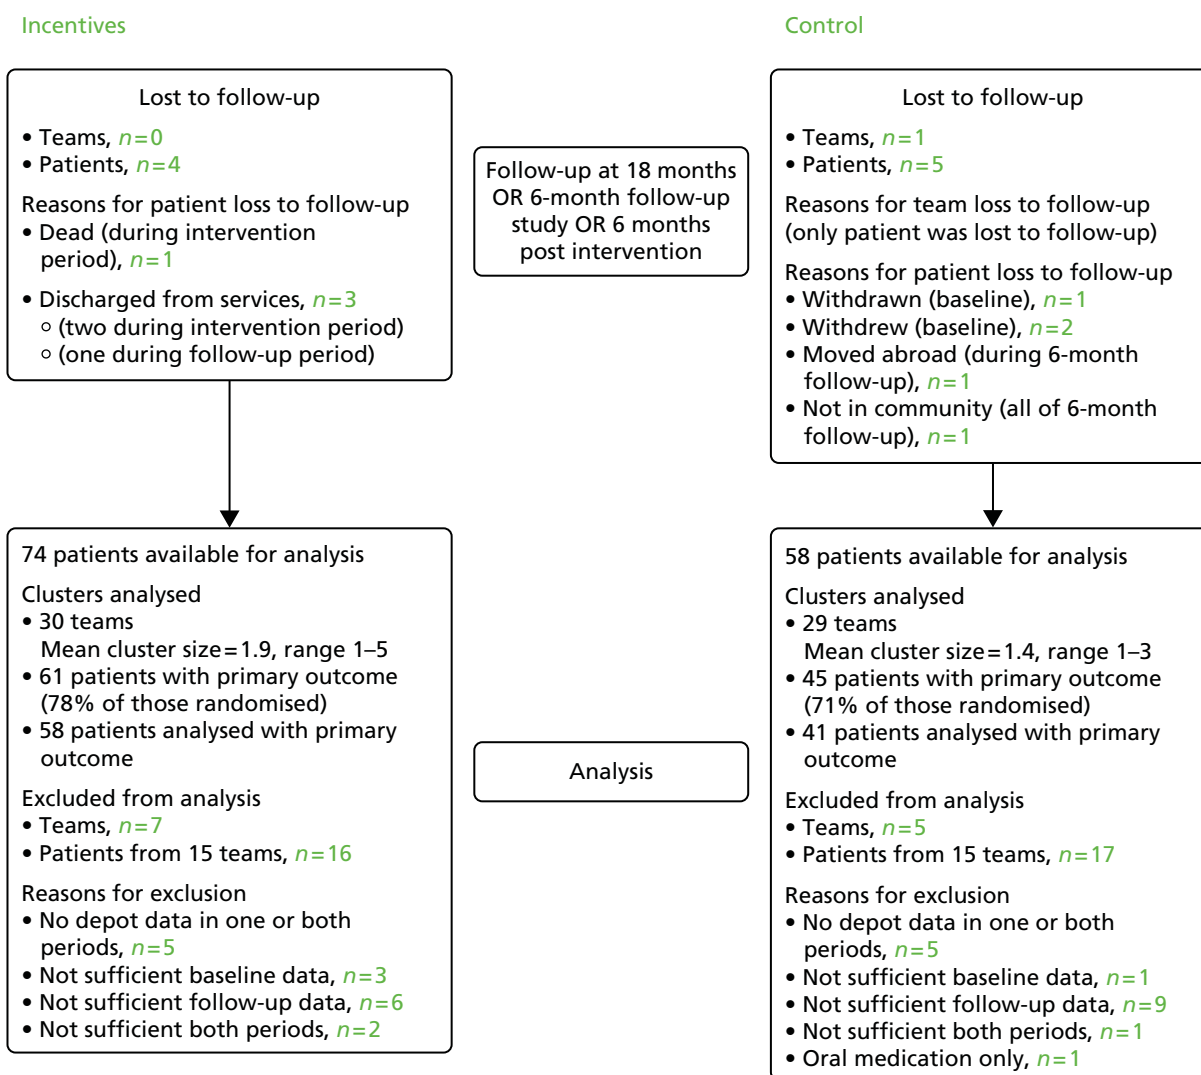 Incentives
Lost to follow-up
• Teams, n=0
• Patients, n=4
Reasons for patient loss to follow-up
• Dead (during intervention
period), n=1
• Discharged from services, n=3
○ (two during intervention period)
○ (one during follow-up period)
Follow-up at 18 months
OR 6-month follow-up
study OR 6 months
post intervention
Control
Lost to follow-up
• Teams, n=1
• Patients, n=5
Reasons for team loss to follow-up
(only patient was lost to follow-up)
Reasons for patient loss to follow-up
• Withdrawn (baseline), n=1
• Withdrew (baseline), n=2
• Moved abroad (during 6-month
follow-up), n=1
• Not in community (all of 6-month
follow-up), n=1
74 patients available for analysis
Clusters analysed
• 30 teams
Mean cluster size=1.9, range 1–5
• 61 patients with primary outcome
(78% of those randomised)
• 58 patients analysed with primary
outcome
Excluded from analysis
• Teams, n=7
• Patients from 15 teams, n=16
Reasons for exclusion
• No depot data in one or both
periods, n=5
• Not sufficient baseline data, n=3
• Not sufficient follow-up data, n=6
• Not sufficient both periods, n=2
Analysis
58 patients available for analysis
Clusters analysed
• 29 teams
Mean cluster size=1.4, range 1–3
• 45 patients with primary outcome
(71% of those randomised)
• 41 patients analysed with primary
outcome
Excluded from analysis
• Teams, n=5
• Patients from 15 teams, n=17
Reasons for exclusion
• No depot data in one or both
periods, n=5
• Not sufficient baseline data, n=1
• Not sufficient follow-up data, n=9
• Not sufficient both periods, n=1
• Oral medication only, n=1